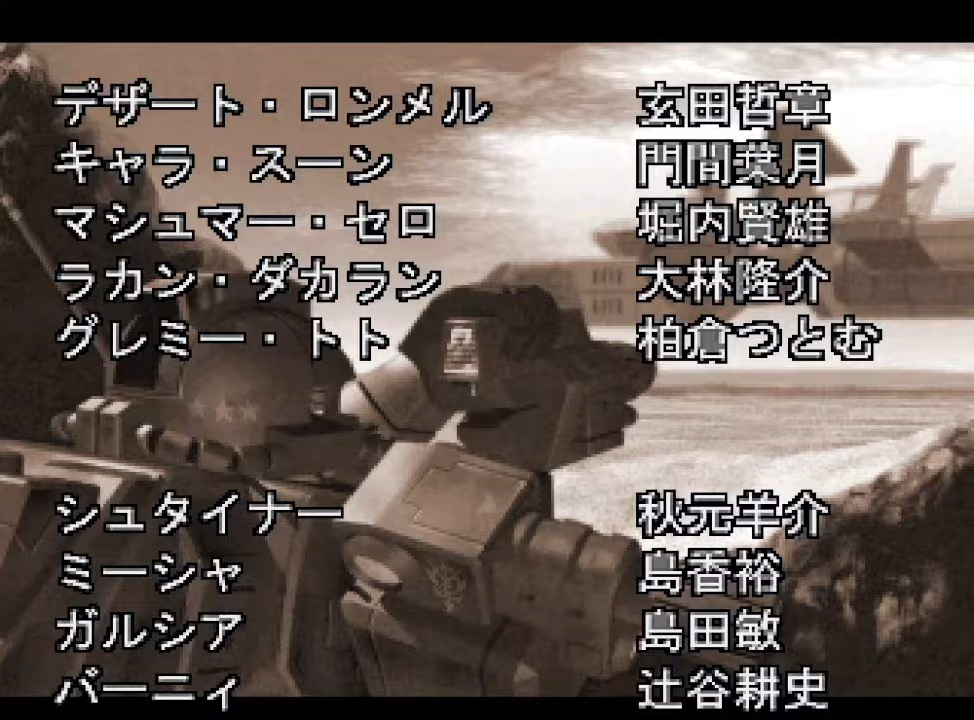 デザート・ロンメル 玄田哲章
キャラ・スーン 門間葉月
マシュマー・セロ 堀内賢雄
ラカン・ダカラン 大林隆介
グレミー・トト 柏倉つとむ
シュタイナー 秋元羊介
ミーシャ 島香裕
ガルシア 島田敏
バーニィ 辻谷耕史